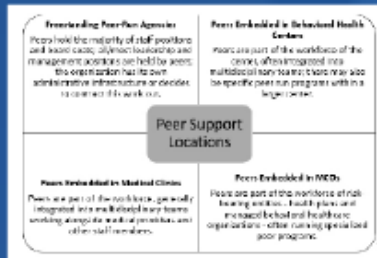 Freestanding Peer-Run Agencies
Peers hold the majority of staff positions
and board seats; all/most leadership and
management positions are held by peers;
the organization has its own
administrative infrastructure or decides
to contract this work out.
Peers Embedded in Behavioral Health
Centers
Peers are part of the workforce of the
center, often integrated into
multidisciplinary teams; there may also
be specific peer run programs within a
larger center.
Peer Support
Locations
Peers Embedded in Medical Clinics
Peers are part of the workforce, generally
integrated into multidisciplinary teams
working alongside medical providers and
other staff members.
Peers Embedded in MCOs
Peers are part of the workforce of risk
bearing entities - health plans and
managed behavioral healthcare
organizations - often running specialized
peer programs.